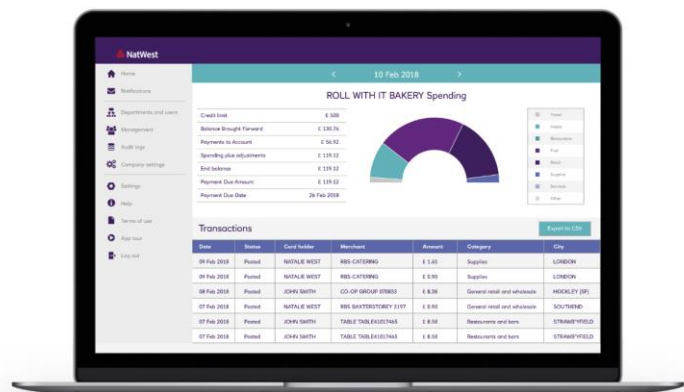 NatWest
Home
Notifications
Departments and users
Management
Audit logs
Company settings
Settings
Help
Terms of use
App tour
Log out
< 10 Feb 2018 >
ROLL WITH IT BAKERY Spending
Credit limit £ 500
Balance Brought Forward £ 130.76
Payments to Account £ 56.92
Spending plus adjustments £ 119.12
End balance £ 119.12
Payment Due Amount £ 119.12
Payment Due Date 26 Feb 2018
Travel
Hotels
Restaurants
Fuel
Retail
Supplies
Services
Other
Transactions
Export to CSV
Date Status Card holder Merchant Amount Category City
09 Feb 2018 Posted NATALIE WEST RBS-CATERING £ 1.65 Supplies LONDON
09 Feb 2018 Posted NATALIE WEST RBS-CATERING £ 0.90 Supplies LONDON
08 Feb 2018 Posted JOHN SMITH CO-OP GROUP £ 8.38 General retail and wholesale HOCKLEY (SF)
07 Feb 2018 Posted NATALIE WEST RBS BAXTERSTOREY 3197 £ 0.90 General retail and wholesale SOUTHEND
07 Feb 2018 Posted JOHN SMITH TABLE TABLE61017465 £ 8.58 Restaurants and bars
07 Feb 2018 Posted JOHN SMITH TABLE TABLE61017465 £ 8.58 Restaurants and bars